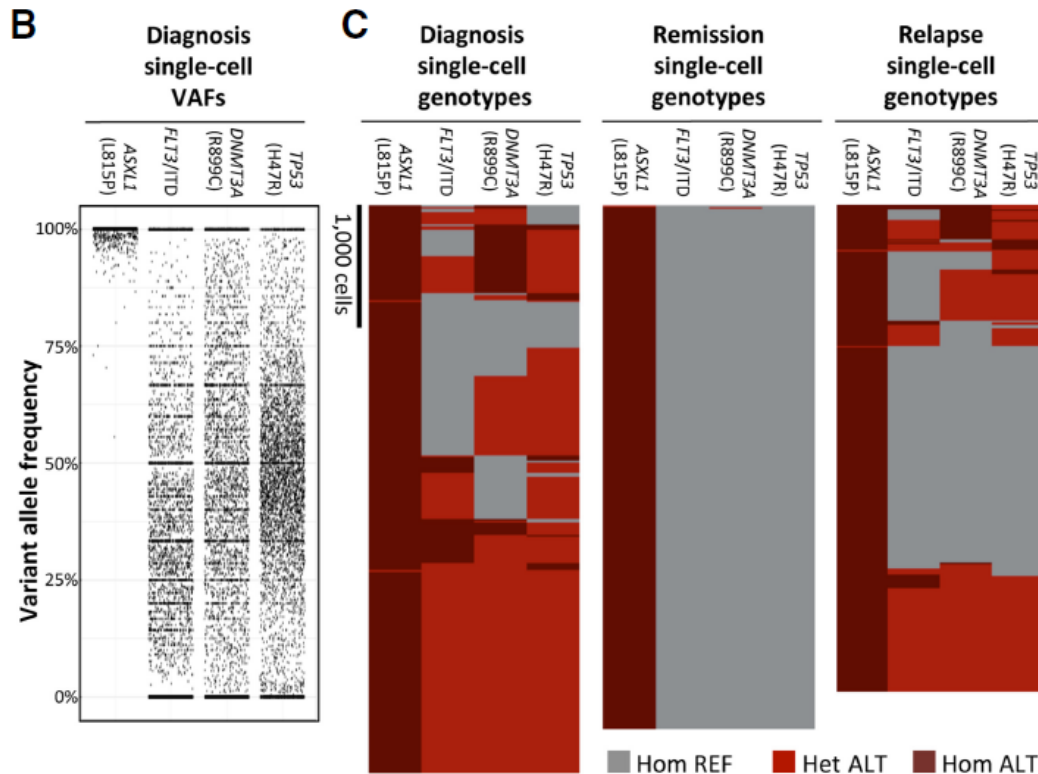 B
Diagnosis
single-cell
VAFs
ASXL1
(L815P)
FLT3/ITD
DNMT3A
(R899C)
TP53
(H47R)
Variant allele frequency
100%
75%
50%
25%
0%
C
Diagnosis
single-cell
genotypes
ASXL1
(L815P)
FLT3/ITD
DNMT3A
(R899C)
TP53
(H47R)
1,000 cells
Remission
single-cell
genotypes
ASXL1
(L815P)
FLT3/ITD
DNMT3A
(R899C)
TP53
(H47R)
Relapse
single-cell
genotypes
ASXL1
(L815P)
FLT3/ITD
DNMT3A
(R899C)
TP53
(H47R)
Hom REF Het ALT Hom ALT